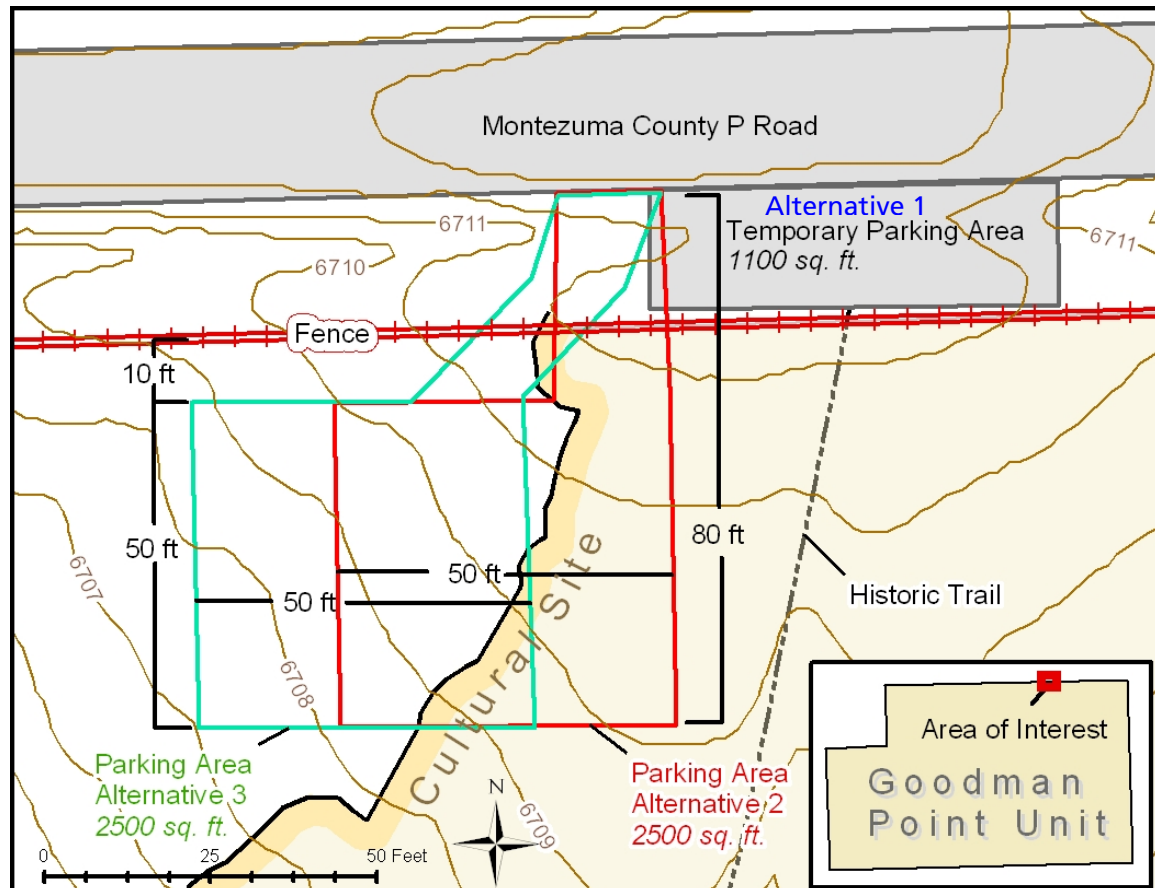 Montezuma County P Road
Alternative 1
Temporary Parking Area
1100 sq. ft.
6711
6710
6711
Fence
10 ft
50 ft
80 ft
50 ft
50 ft
Cultural Site
Historic Trail
6707
6708
6709
Parking Area
Alternative 3
2500 sq. ft.
Parking Area
Alternative 2
2500 sq. ft.
N
0 25 50 Feet
Area of Interest
Goodman
Point Unit